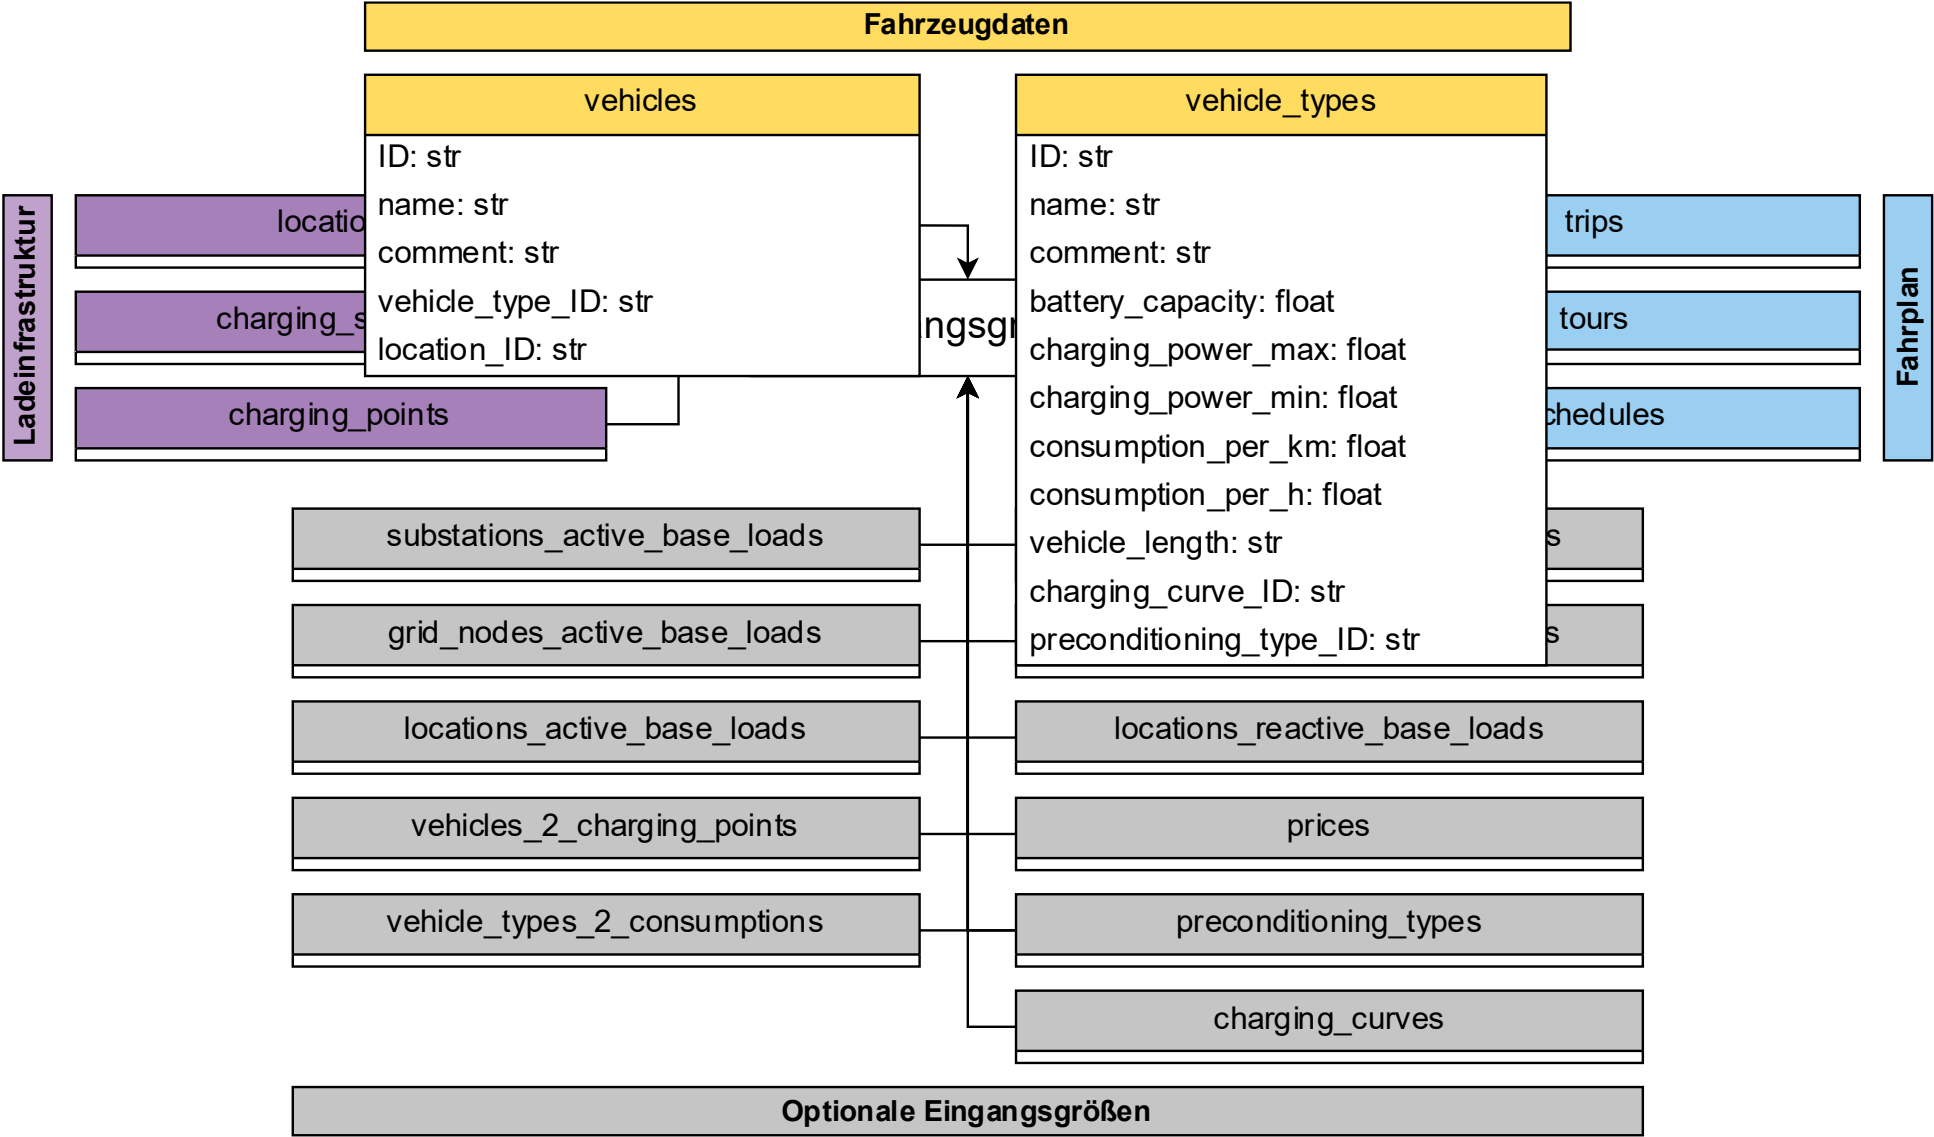 Fahrzeugdaten
vehicles
ID: str
name: str
comment: str
vehicle_type_ID: str
location_ID: str
vehicle_types
ID: str
name: str
comment: str
battery_capacity: float
charging_power_max: float
charging_power_min: float
consumption_per_km: float
consumption_per_h: float
vehicle_length: str
charging_curve_ID: str
preconditioning_type_ID: str
Ladeinfrastruktur
locatio
charging_s
charging_points
ngsgr
trips
tours
chedules
Fahrplan
substations_active_base_loads
s
grid_nodes_active_base_loads
s
locations_active_base_loads
locations_reactive_base_loads
vehicles_2_charging_points
prices
vehicle_types_2_consumptions
preconditioning_types
charging_curves
Optionale Eingangsgrößen